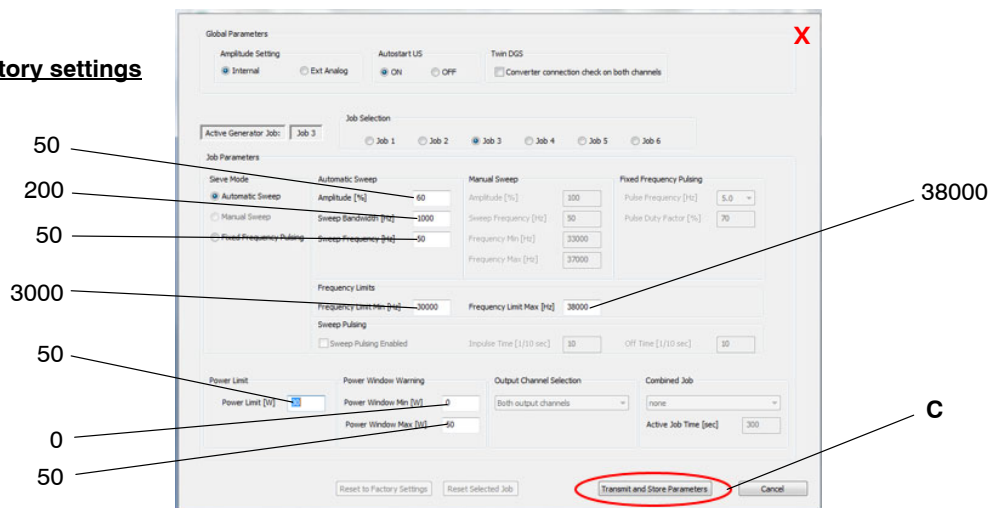 X
Global Parameters
Amplitude Setting Autostart US Twin DGS
Internal Ext Analog ON OFF Converter connection check on both channels
tory settings
Job Selection
Active Generator Job: Job 3
Job 1 Job 2 Job 3 Job 4 Job 5 Job 6
Job Parameters
50
Sieve Mode Automatic Sweep Manual Sweep Fixed Frequency Pulsing
200
Automatic Sweep Amplitude [%] 60 Amplitude [%] 100 Pulse Frequency [Hz] 5.0
38000
Manual Sweep Sweep Bandwidth [Hz] 1000 Sweep Frequency [Hz] 50 Pulse Duty Factor [%] 70
50
Fixed Frequency Pulsing Sweep Frequency [Hz] 50 Frequency Min [Hz] 33000
Frequency Max [Hz] 37000
3000
Frequency Limits
Frequency Limit Min [Hz] 30000 Frequency Limit Max [Hz] 38000
Sweep Pulsing
Sweep Pulsing Enabled Impulse Time [1/10 sec] 10 Off Time [1/10 sec] 10
50
Power Limit Power Window Warning Output Channel Selection Combined Job
Power Limit [W] Power Window Min [W] 0 Both output channels none
C
Power Window Max [W] 50 Active Job Time [sec] 300
0
50
Reset to Factory Settings Reset Selected Job Transmit and Store Parameters Cancel